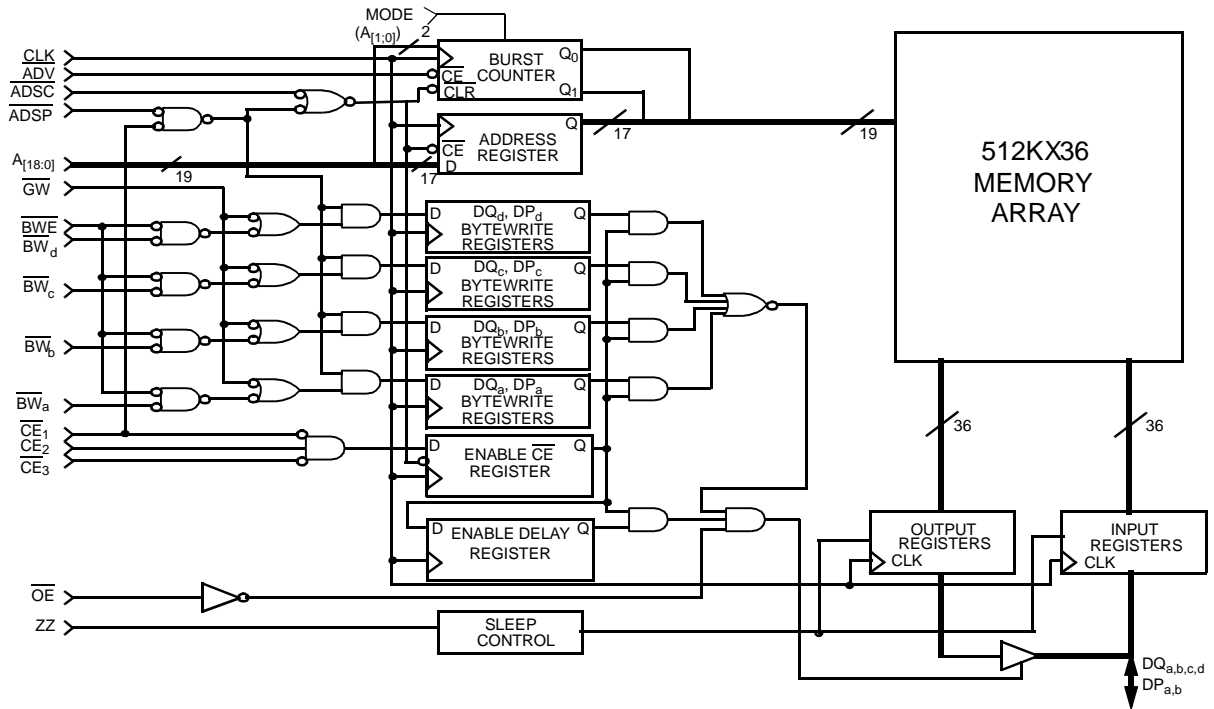 MODE
(A[1;0])
2
CLK
ADV
ADSC
ADSP
A[18:0]
19
GW
BWE
BWd
BWc
BWb
BWa
CE1
CE2
CE3
OE
ZZ
BURST
COUNTER
CE
CLR
Q0
Q1
ADDRESS
REGISTER
CE
D
Q
17
17
19
512KX36
MEMORY
ARRAY
D
DQd, DPd
BYTEWRITE
REGISTERS
Q
D
DQc, DPc
BYTEWRITE
REGISTERS
Q
D
DQb, DPb
BYTEWRITE
REGISTERS
Q
D
DQa, DPa
BYTEWRITE
REGISTERS
Q
D
ENABLE CE
REGISTER
Q
D
ENABLE DELAY
REGISTER
Q
SLEEP
CONTROL
36
36
OUTPUT
REGISTERS
CLK
INPUT
REGISTERS
CLK
DQa,b,c,d
DPa,b